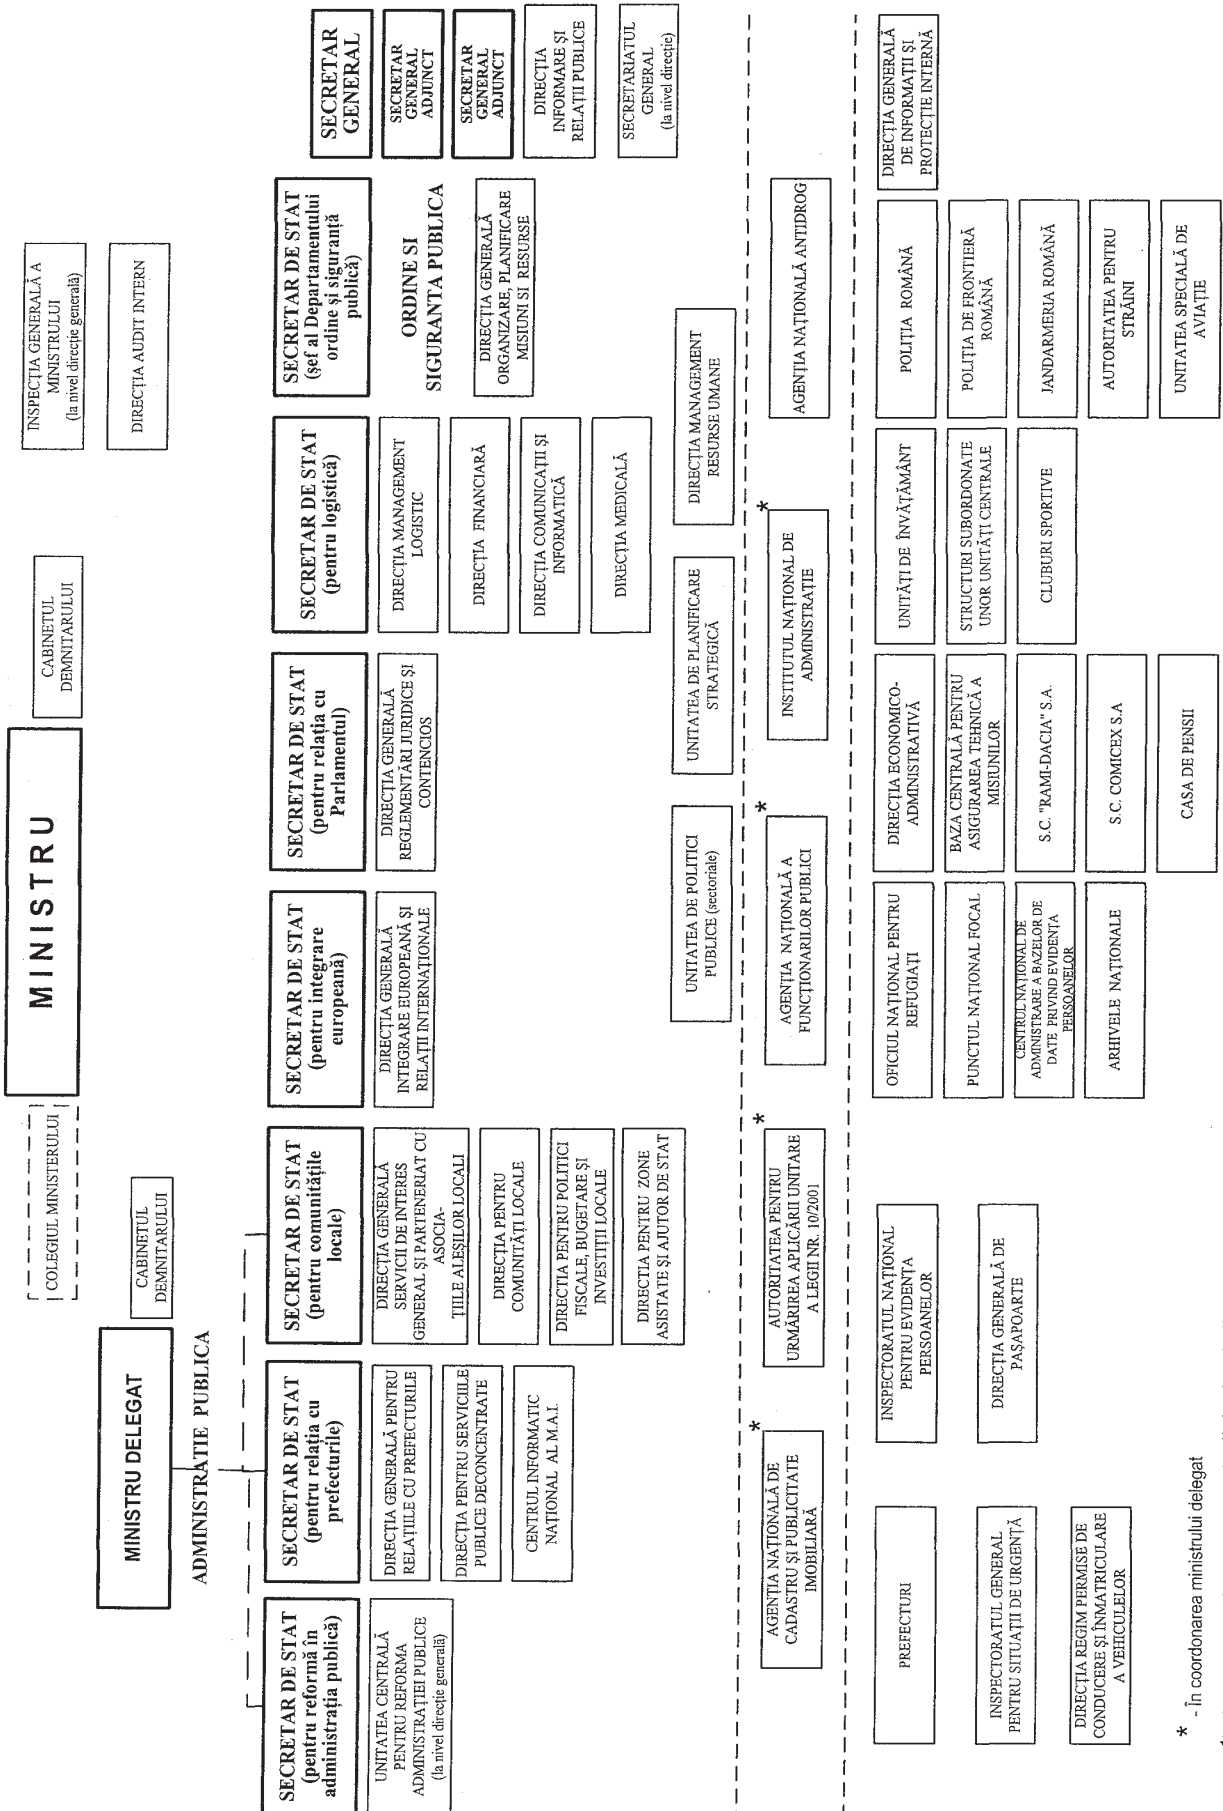 MINISTRU
COLEGIUL MINISTERULUI
CABINETUL
DEMNITARULUI
INSPECȚIA GENERALĂ A
MINISTRULUI
(la nivel direcție generală)
DIRECȚIA AUDIT INTERN
MINISTRU DELEGAT
CABINETUL
DEMNITARULUI
ADMINISTRATIE PUBLICA
SECRETAR DE STAT
(pentru reformă în
administrația publică)
UNITATEA CENTRALĂ
PENTRU REFORMA
ADMINISTRAȚIEI PUBLICE
(la nivel direcție generală)
SECRETAR DE STAT
(pentru relația cu
prefecturile)
DIRECȚIA GENERALĂ PENTRU
RELAȚIILE CU PREFECTURILE
DIRECȚIA PENTRU SERVICIILE
PUBLICE DECONCENTRATE
CENTRUL INFORMATIC
NAȚIONAL AL M.A.I.
SECRETAR DE STAT
(pentru comunitățile
locale)
DIRECȚIA GENERALĂ
SERVICII DE INTERES
GENERAL ȘI PARTENERIAT CU
ASOCIA-
ȚIILE ALEȘILOR LOCALI
DIRECȚIA PENTRU
COMUNITĂȚI LOCALE
DIRECTIA PENTRU POLITICI
FISCALE, BUGETARE ȘI
INVESTIȚII LOCALE
DIRECTIA PENTRU ZONE
ASISTATE ȘI AJUTOR DE STAT
SECRETAR DE STAT
(pentru integrare
europeană)
DIRECȚIA GENERALĂ
INTEGRARE EUROPEANĂ ȘI
RELAȚII INTERNAȚIONALE
SECRETAR DE STAT
(pentru relația cu
Parlamentul)
DIRECȚIA GENERALĂ
REGLEMENTĂRI JURIDICE ȘI
CONTENCIOS
SECRETAR DE STAT
(pentru logistică)
DIRECȚIA MANAGEMENT
LOGISTIC
DIRECȚIA FINANCIARĂ
DIRECȚIA COMUNICAȚII ȘI
INFORMATICĂ
DIRECȚIA MEDICALĂ
SECRETAR DE STAT
(șef al Departamentului
ordine și siguranță
publică)
ORDINE SI
SIGURANTA PUBLICA
DIRECȚIA GENERALĂ
ORGANIZARE, PLANIFICARE
MISIUNI SI RESURSE
SECRETAR
GENERAL
SECRETAR
GENERAL
ADJUNCT
SECRETAR
GENERAL
ADJUNCT
DIRECȚIA
INFORMARE ȘI
RELAȚII PUBLICE
SECRETARIATUL
GENERAL
(la nivel direcție)
UNITATEA DE POLITICI
PUBLICE (sectoriale)
UNITATEA DE PLANIFICARE
STRATEGICĂ
DIRECȚIA MANAGEMENT
RESURSE UMANE
*
AGENȚIA NAȚIONALĂ DE
CADASTRU ȘI PUBLICITATE
IMOBILIARĂ
*
AUTORITATEA PENTRU
URMĂRIREA APLICĂRII UNITARE
A LEGII NR. 10/2001
*
AGENȚIA NAȚIONALĂ A
FUNCȚIONARILOR PUBLICI
*
INSTITUTUL NAȚIONAL DE
ADMINISTRAȚIE
AGENȚIA NAȚIONALĂ ANTIDROG
PREFECTURI
INSPECTORATUL GENERAL
PENTRU SITUAȚII DE URGENȚĂ
DIRECȚIA REGIM PERMISE DE
CONDUCERE ȘI ÎNMATRICULARE
A VEHICULELOR
INSPECTORATUL NAȚIONAL
PENTRU EVIDENȚA
PERSOANELOR
DIRECȚIA GENERALĂ DE
PAȘAPOARTE
OFICIUL NAȚIONAL PENTRU
REFUGIAȚI
PUNCTUL NAȚIONAL FOCAL
CENTRUL NAȚIONAL DE
ADMINISTRARE A BAZELOR DE
DATE PRIVIND EVIDENȚA
PERSOANELOR
ARHIVELE NAȚIONALE
DIRECȚIA ECONOMICO-
ADMINISTRATIVĂ
BAZA CENTRALĂ PENTRU
ASIGURAREA TEHNICĂ A
MISIUNILOR
S.C. "RAMI-DACIA" S.A.
S.C. COMICEX S.A
CASA DE PENSII
UNITĂȚI DE ÎNVĂȚĂMÂNT
STRUCTURI SUBORDONATE
UNOR UNITĂȚI CENTRALE
CLUBURI SPORTIVE
POLIȚIA ROMÂNĂ
POLIȚIA DE FRONTIERĂ
ROMÂNĂ
JANDARMERIA ROMÂNĂ
AUTORITATEA PENTRU
STRĂINI
UNITATEA SPECIALĂ DE
AVIAȚIE
DIRECȚIA GENERALĂ
DE INFORMAȚII ȘI
PROTECȚIE INTERNĂ
* - În coordonarea ministrului delegat